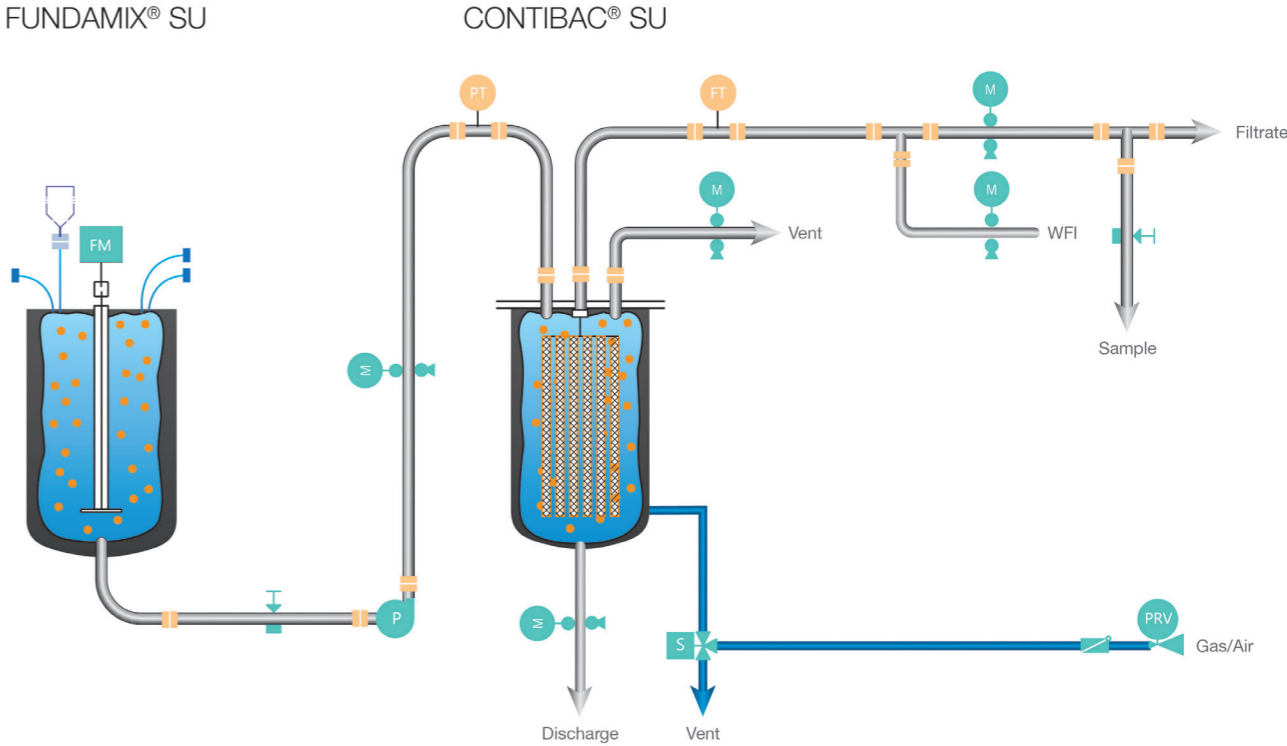 FUNDAMIX® SU
CONTIBAC® SU
PT
FT
M
Filtrate
FM
M
Vent
M
WFI
Sample
M
P
M
S
PRV
Gas/Air
Discharge
Vent